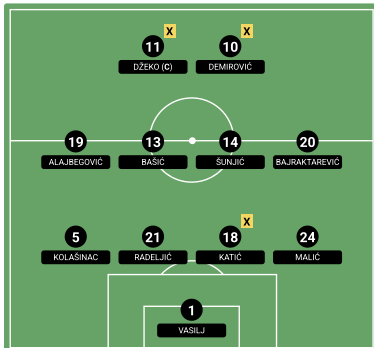 X X
11 10
DŽEKO (C) DEMIROVIĆ
19 13 14 20
ALAJBEGOVIĆ BAŠIĆ ŠUNJIĆ BAJRAKTAREVIĆ
X
5 21 18 24
KOLAŠINAC RADELJIĆ KATIĆ MALIĆ
1
VASILJ